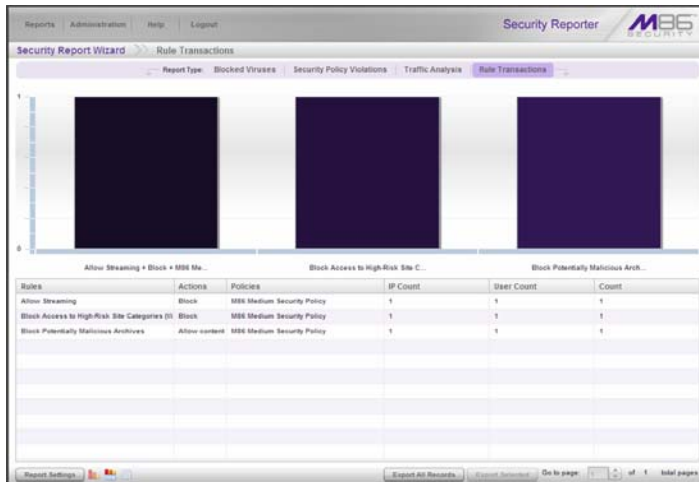 Reports Administration Help Logout Security Reporter M86 SECURITY
Security Report Wizard Rule Transactions
Report Type: Blocked Viruses Security Policy Violations Traffic Analysis Rule Transactions
1
0
Allow Streaming + Block + M86 Me... Block Access to High-Risk Site C... Block Potentially Malicious Arch...
Rules Actions Policies IP Count User Count Count
Allow Streaming Block M86 Medium Security Policy 1 1 1
Block Access to High-Risk Site Categories Block M86 Medium Security Policy 1 1 1
Block Potentially Malicious Archives Allow content M86 Medium Security Policy 1 1 1
Report Settings Export All Records Export Selected Go to page: of 1 total pages